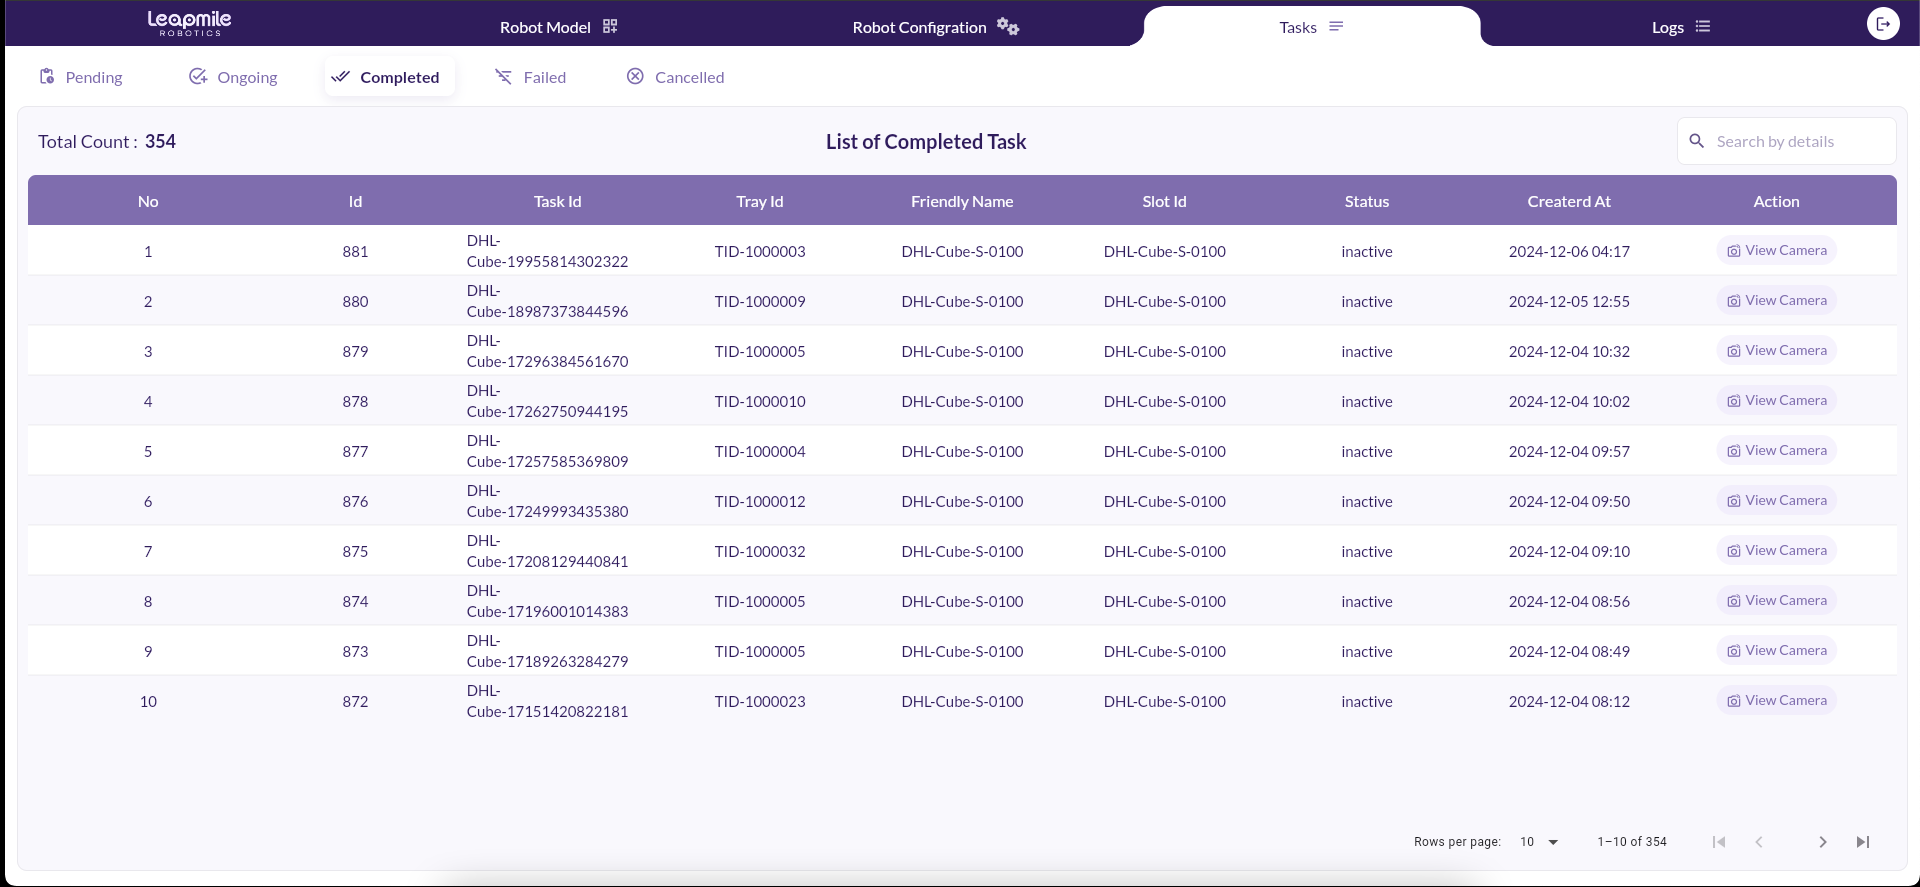 Leapmile
ROBOTICS
Robot Model
Robot Configration
Tasks
Logs
Pending
Ongoing
Completed
Failed
Cancelled
Total Count : 354
List of Completed Task
Search by details
No Id Task Id Tray Id Friendly Name Slot Id Status Createrd At Action
1 881 DHL-
Cube-19955814302322 TID-1000003 DHL-Cube-S-0100 DHL-Cube-S-0100 inactive 2024-12-06 04:17 View Camera
2 880 DHL-
Cube-18987373844596 TID-1000009 DHL-Cube-S-0100 DHL-Cube-S-0100 inactive 2024-12-05 12:55 View Camera
3 879 DHL-
Cube-17296384561670 TID-1000005 DHL-Cube-S-0100 DHL-Cube-S-0100 inactive 2024-12-04 10:32 View Camera
4 878 DHL-
Cube-17262750944195 TID-1000010 DHL-Cube-S-0100 DHL-Cube-S-0100 inactive 2024-12-04 10:02 View Camera
5 877 DHL-
Cube-17257585369809 TID-1000004 DHL-Cube-S-0100 DHL-Cube-S-0100 inactive 2024-12-04 09:57 View Camera
6 876 DHL-
Cube-17249993435380 TID-1000012 DHL-Cube-S-0100 DHL-Cube-S-0100 inactive 2024-12-04 09:50 View Camera
7 875 DHL-
Cube-17208129440841 TID-1000032 DHL-Cube-S-0100 DHL-Cube-S-0100 inactive 2024-12-04 09:10 View Camera
8 874 DHL-
Cube-17196001014383 TID-1000005 DHL-Cube-S-0100 DHL-Cube-S-0100 inactive 2024-12-04 08:56 View Camera
9 873 DHL-
Cube-17189263284279 TID-1000005 DHL-Cube-S-0100 DHL-Cube-S-0100 inactive 2024-12-04 08:49 View Camera
10 872 DHL-
Cube-17151420822181 TID-1000023 DHL-Cube-S-0100 DHL-Cube-S-0100 inactive 2024-12-04 08:12 View Camera
Rows per page: 10 1–10 of 354